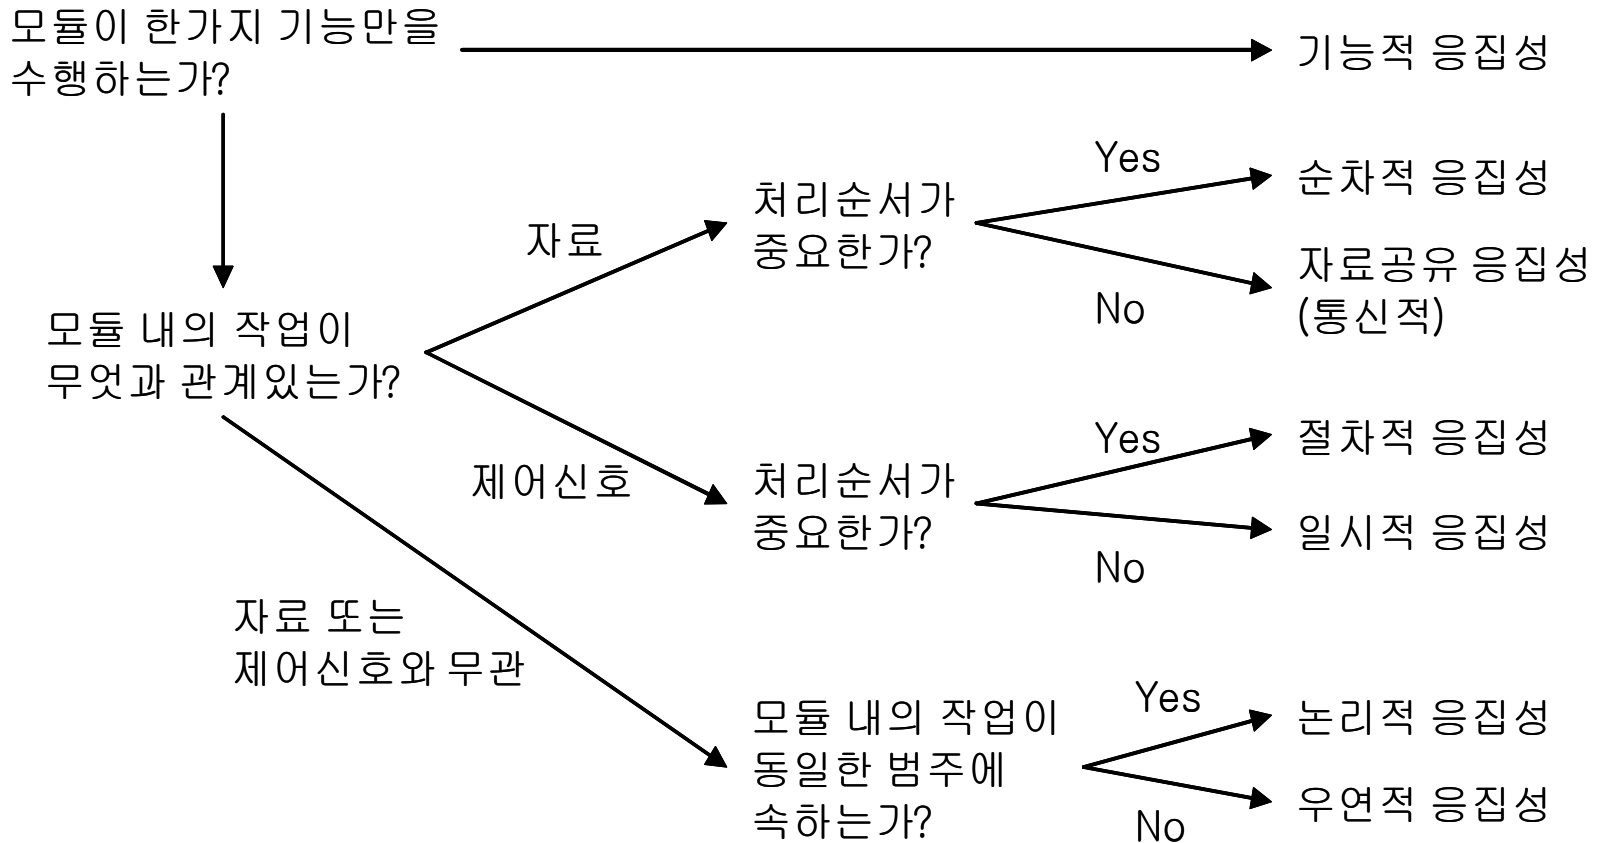 모듈이 한가지 기능만을
수행하는가?
기능적 응집성
Yes
순차적 응집성
처리순서가
중요한가?
자료
자료공유 응집성
(통신적)
No
모듈 내의 작업이
무엇과 관계있는가?
Yes
절차적 응집성
제어신호
처리순서가
중요한가?
일시적 응집성
No
자료 또는
제어신호와 무관
Yes
논리적 응집성
모듈 내의 작업이
동일한 범주에
속하는가?
우연적 응집성
No